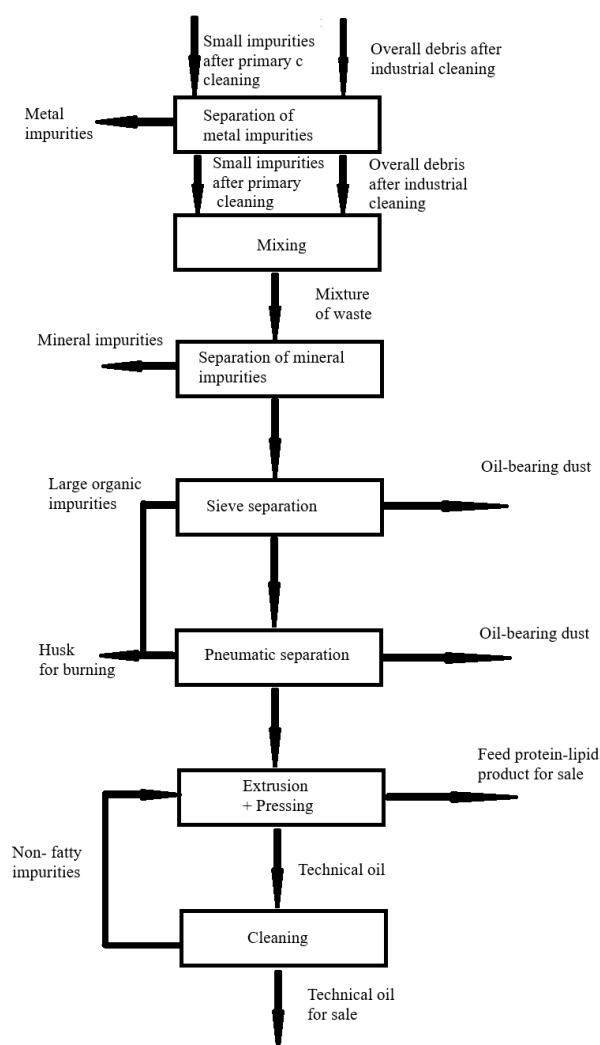 Small impurities
after primary c
cleaning
Overall debris after
industrial cleaning
Metal
impurities
Separation of
metal impurities
Small impurities
after primary
cleaning
Overall debris
after industrial
cleaning
Mixing
Mixture
of waste
Mineral impurities
Separation of mineral
impurities
Large organic
impurities
Sieve separation
Oil-bearing dust
Husk
for burning
Pneumatic separation
Oil-bearing dust
Extrusion
+ Pressing
Feed protein-lipid
product for sale
Non- fatty
impurities
Technical oil
Cleaning
Technical oil
for sale